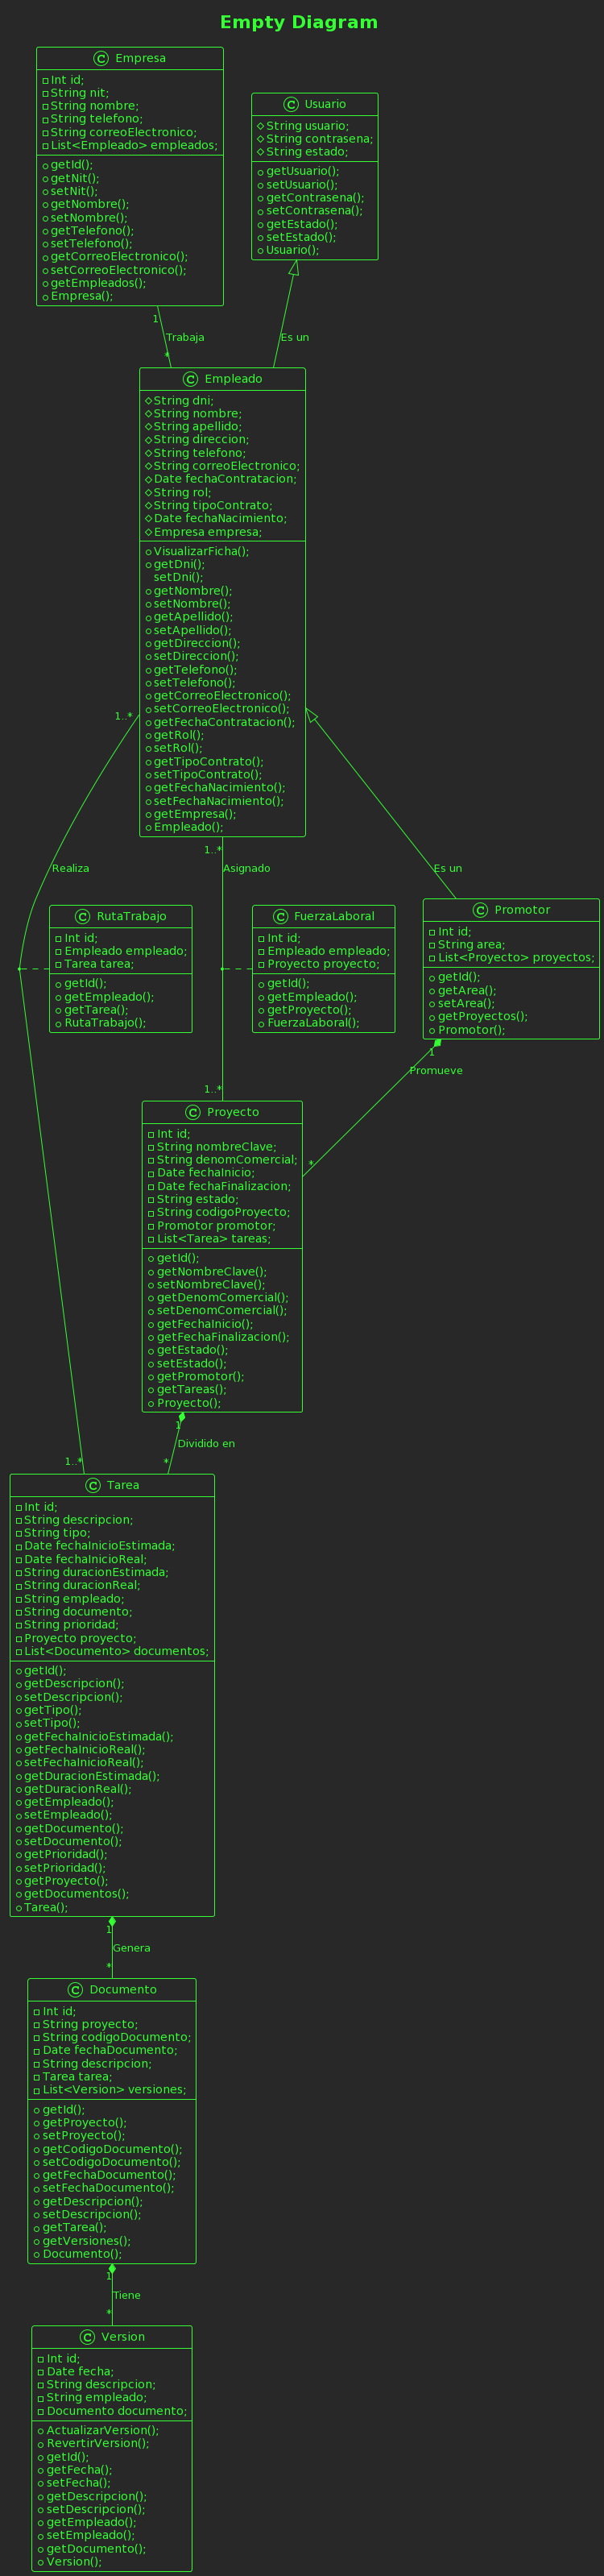 Empty Diagram
C Empresa
Int id;
String nit;
String nombre;
String telefono;
String correoElectronico;
List<Empleado> empleados;
getId();
getNit();
setNit();
getNombre();
setNombre();
getTelefono();
setTelefono();
getCorreoElectronico();
setCorreoElectronico();
getEmpleados();
Empresa();
C Usuario
String usuario;
String contrasena;
String estado;
getUsuario();
setUsuario();
getContrasena();
setContrasena();
getEstado();
setEstado();
Usuario();
1
Trabaja
*
Es un
C Empleado
String dni;
String nombre;
String apellido;
String direccion;
String telefono;
String correoElectronico;
Date fechaContratacion;
String rol;
String tipoContrato;
Date fechaNacimiento;
Empresa empresa;
VisualizarFicha();
getDni();
setDni();
getNombre();
setNombre();
getApellido();
setApellido();
getDireccion();
setDireccion();
getTelefono();
setTelefono();
getCorreoElectronico();
setCorreoElectronico();
getFechaContratacion();
getRol();
setRol();
getTipoContrato();
setTipoContrato();
getFechaNacimiento();
setFechaNacimiento();
getEmpresa();
Empleado();
1..*
1..*
Realiza
Asignado
Es un
C RutaTrabajo
Int id;
Empleado empleado;
Tarea tarea;
getId();
getEmpleado();
getTarea();
RutaTrabajo();
C FuerzaLaboral
Int id;
Empleado empleado;
Proyecto proyecto;
getId();
getEmpleado();
getProyecto();
FuerzaLaboral();
C Promotor
Int id;
String area;
List<Proyecto> proyectos;
getId();
getArea();
setArea();
getProyectos();
Promotor();
1
Promueve
1..*
*
C Proyecto
Int id;
String nombreClave;
String denomComercial;
Date fechaInicio;
Date fechaFinalizacion;
String estado;
String codigoProyecto;
Promotor promotor;
List<Tarea> tareas;
getId();
getNombreClave();
setNombreClave();
getDenomComercial();
setDenomComercial();
getFechaInicio();
getFechaFinalizacion();
getEstado();
setEstado();
getPromotor();
getTareas();
Proyecto();
1
Dividido en
1..*
*
C Tarea
Int id;
String descripcion;
String tipo;
Date fechaInicioEstimada;
Date fechaInicioReal;
String duracionEstimada;
String duracionReal;
String empleado;
String documento;
String prioridad;
Proyecto proyecto;
List<Documento> documentos;
getId();
getDescripcion();
setDescripcion();
getTipo();
setTipo();
getFechaInicioEstimada();
getFechaInicioReal();
setFechaInicioReal();
getDuracionEstimada();
getDuracionReal();
getEmpleado();
setEmpleado();
getDocumento();
setDocumento();
getPrioridad();
setPrioridad();
getProyecto();
getDocumentos();
Tarea();
1
Genera
*
C Documento
Int id;
String proyecto;
String codigoDocumento;
Date fechaDocumento;
String descripcion;
Tarea tarea;
List<Version> versiones;
getId();
getProyecto();
setProyecto();
getCodigoDocumento();
setCodigoDocumento();
getFechaDocumento();
setFechaDocumento();
getDescripcion();
setDescripcion();
getTarea();
getVersiones();
Documento();
1
Tiene
*
C Version
Int id;
Date fecha;
String descripcion;
String empleado;
Documento documento;
ActualizarVersion();
RevertirVersion();
getId();
getFecha();
setFecha();
getDescripcion();
setDescripcion();
getEmpleado();
setEmpleado();
getDocumento();
Version();